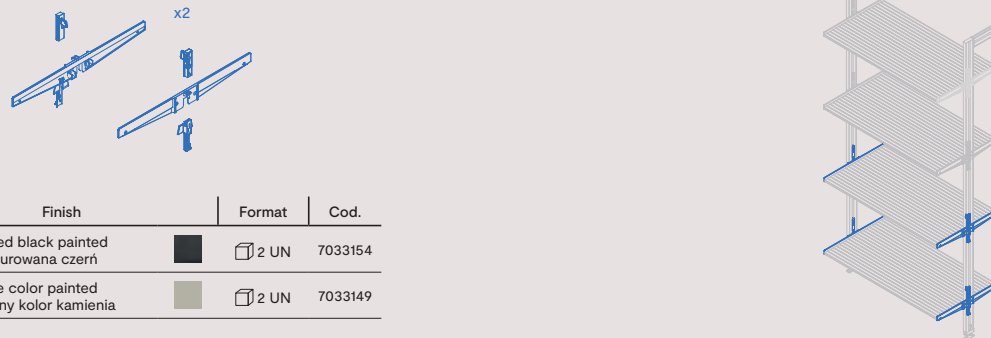 x2
Finish Format Cod.
ed black painted 2 UN 7033154
urowana czerń
e color painted 2 UN 7033149
ny kolor kamienia